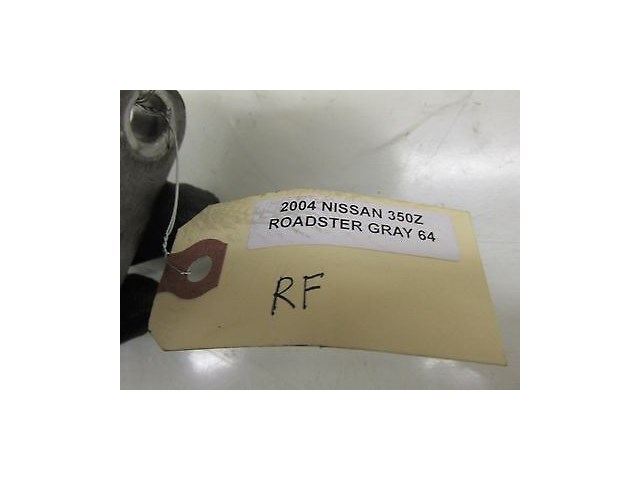 2004 NISSAN 350Z
ROADSTER GRAY 64
RF